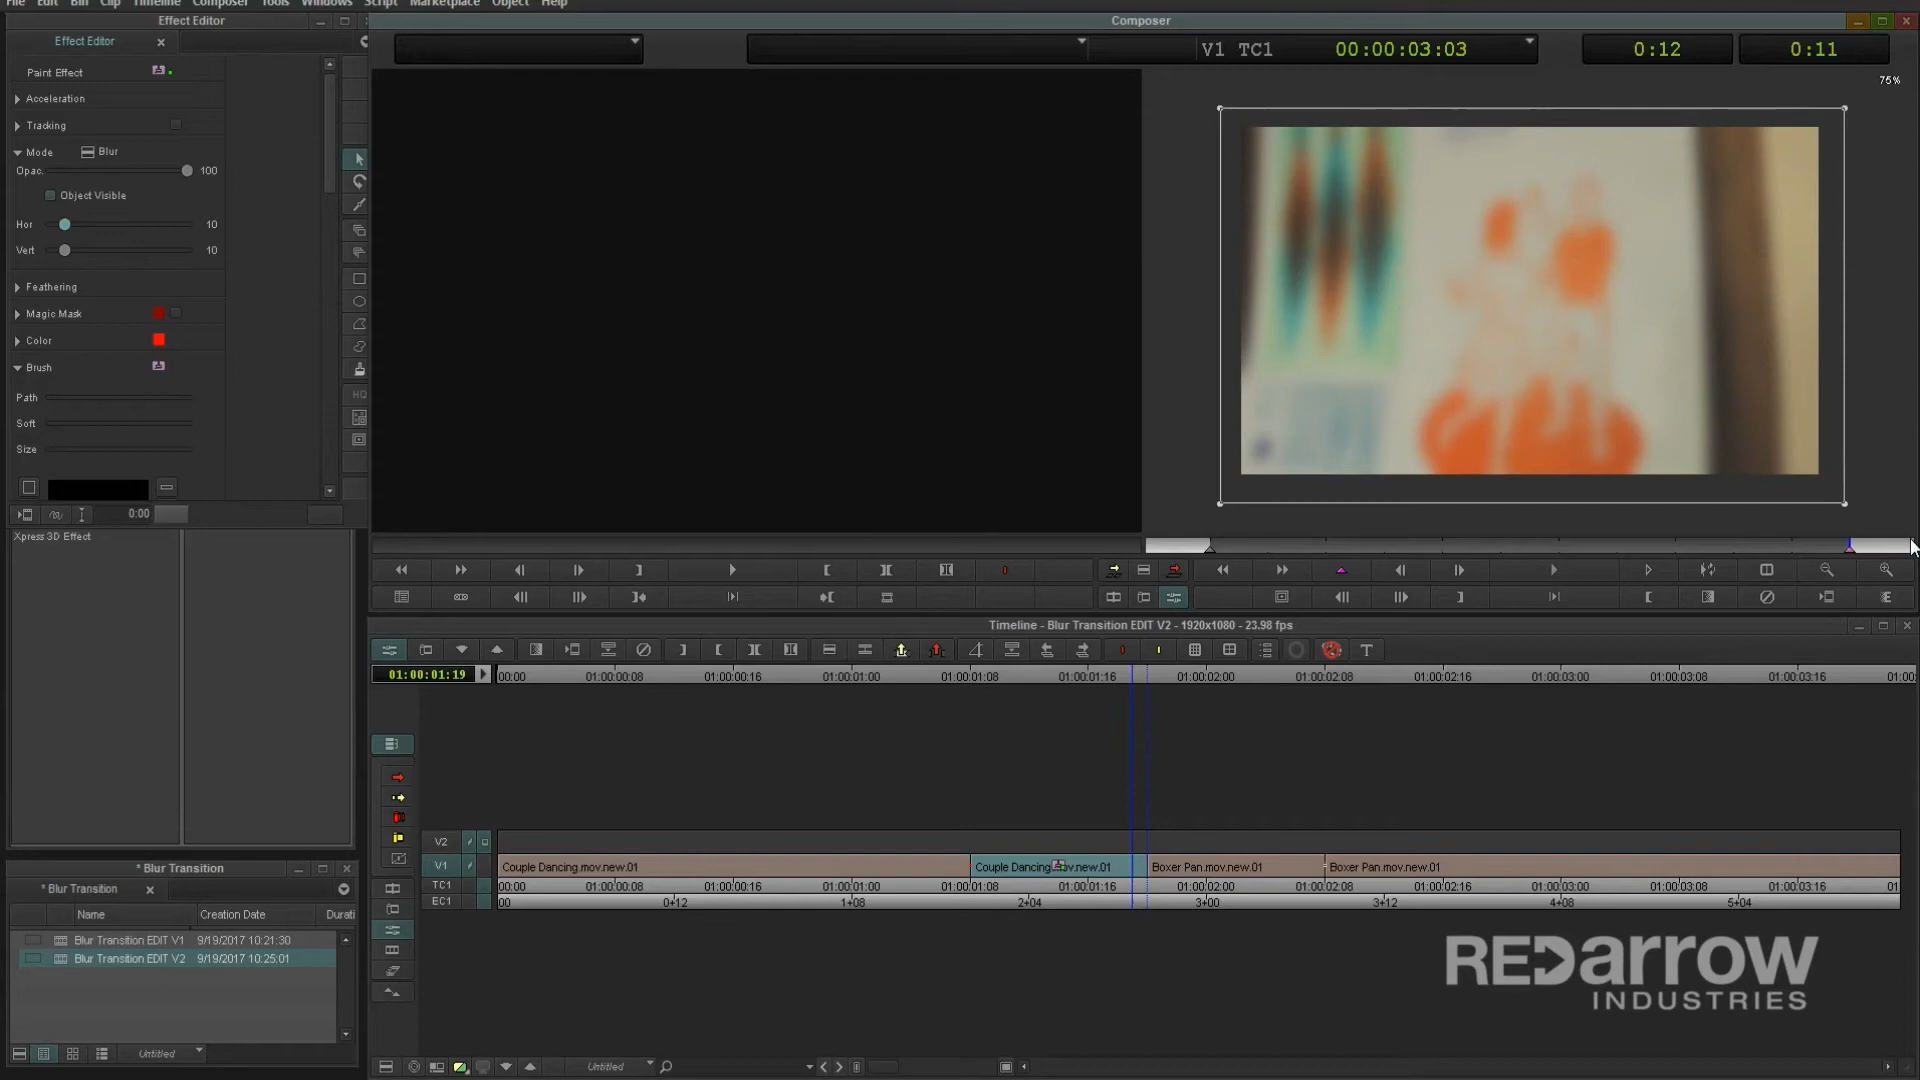 File Edit Bin Clip Timeline Composer Tools Windows Script Marketplace Object Help
Effect Editor
Composer
Effect Editor
V1 TC1 00:00:03:03 0:12 0:11
75%
Paint Effect
Acceleration
Tracking
Mode Blur
Opac. 100
Object Visible
Hor 10
Vert 10
Feathering
Magic Mask
Color
Brush
Path
Soft
Size
HQ
0:00
Xpress 3D Effect
Timeline - Blur Transition EDIT V2 - 1920x1080 - 23.98 fps
T
01:00:01:19 00:00 01:00:00:08 01:00:00:16 01:00:01:00 01:00:01:08 01:00:01:16 01:00:02:00 01:00:02:08 01:00:02:16 01:00:03:00 01:00:03:08 01:00:03:16 01:00:
V2
V1 Couple Dancing.mov.new.01 Couple Dancing.mov.new.01 Boxer Pan.mov.new.01 Boxer Pan.mov.new.01
TC1 00:00 01:00:00:08 01:00:00:16 01:00:01:00 01:00:01:08 01:00:01:16 01:00:02:00 01:00:02:08 01:00:02:16 01:00:03:00 01:00:03:08 01:00:03:16 01
EC1 00 0+12 1+08 2+04 3+00 3+12 4+08 5+04
* Blur Transition
* Blur Transition
Name Creation Date Durati
Blur Transition EDIT V1 9/19/2017 10:21:30
Blur Transition EDIT V2 9/19/2017 10:25:01
Untitled
Untitled
REDarrow
INDUSTRIES